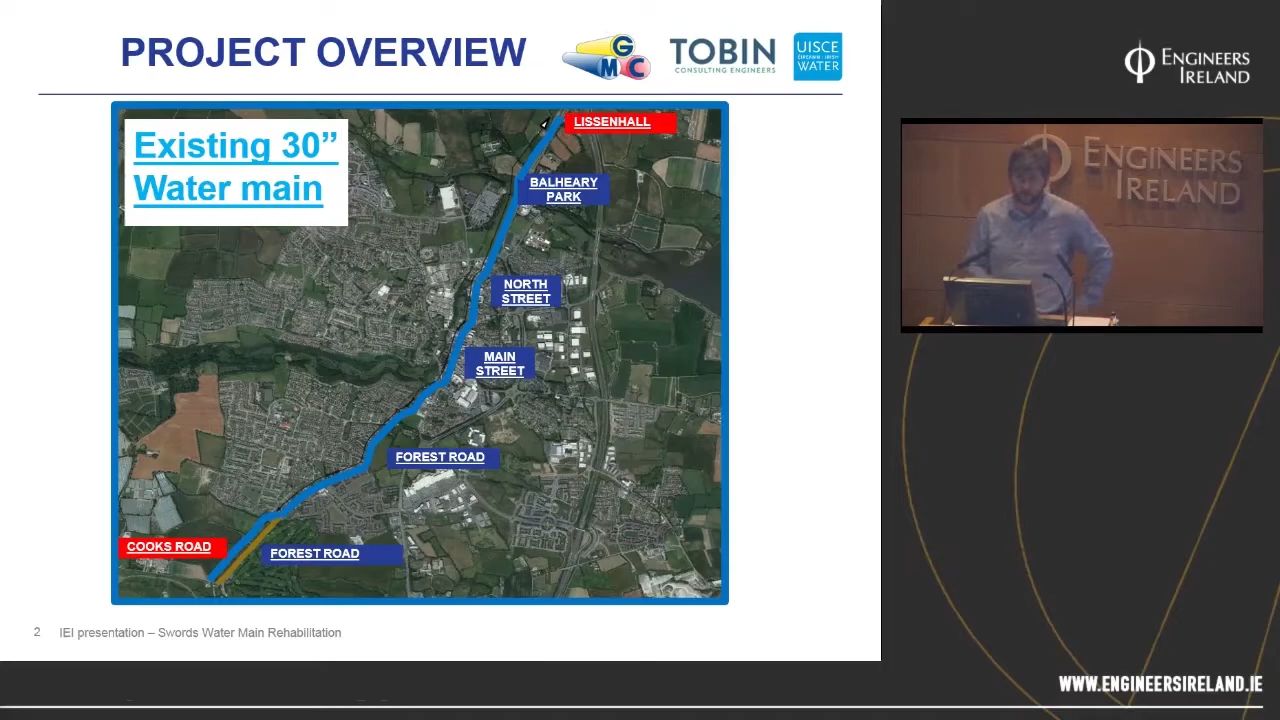 PROJECT OVERVIEW
GMC
TOBIN
CONSULTING ENGINEERS
UISCE
ÉIREANN : IRISH
WATER
ENGINEERS
IRELAND
Existing 30”
Water main
LISSENHALL
BALHEARY
PARK
NORTH
STREET
MAIN
STREET
FOREST ROAD
COOKS ROAD
FOREST ROAD
ENGINEERS
IRELAND
2 IEI presentation – Swords Water Main Rehabilitation
WWW.ENGINEERSIRELAND.IE